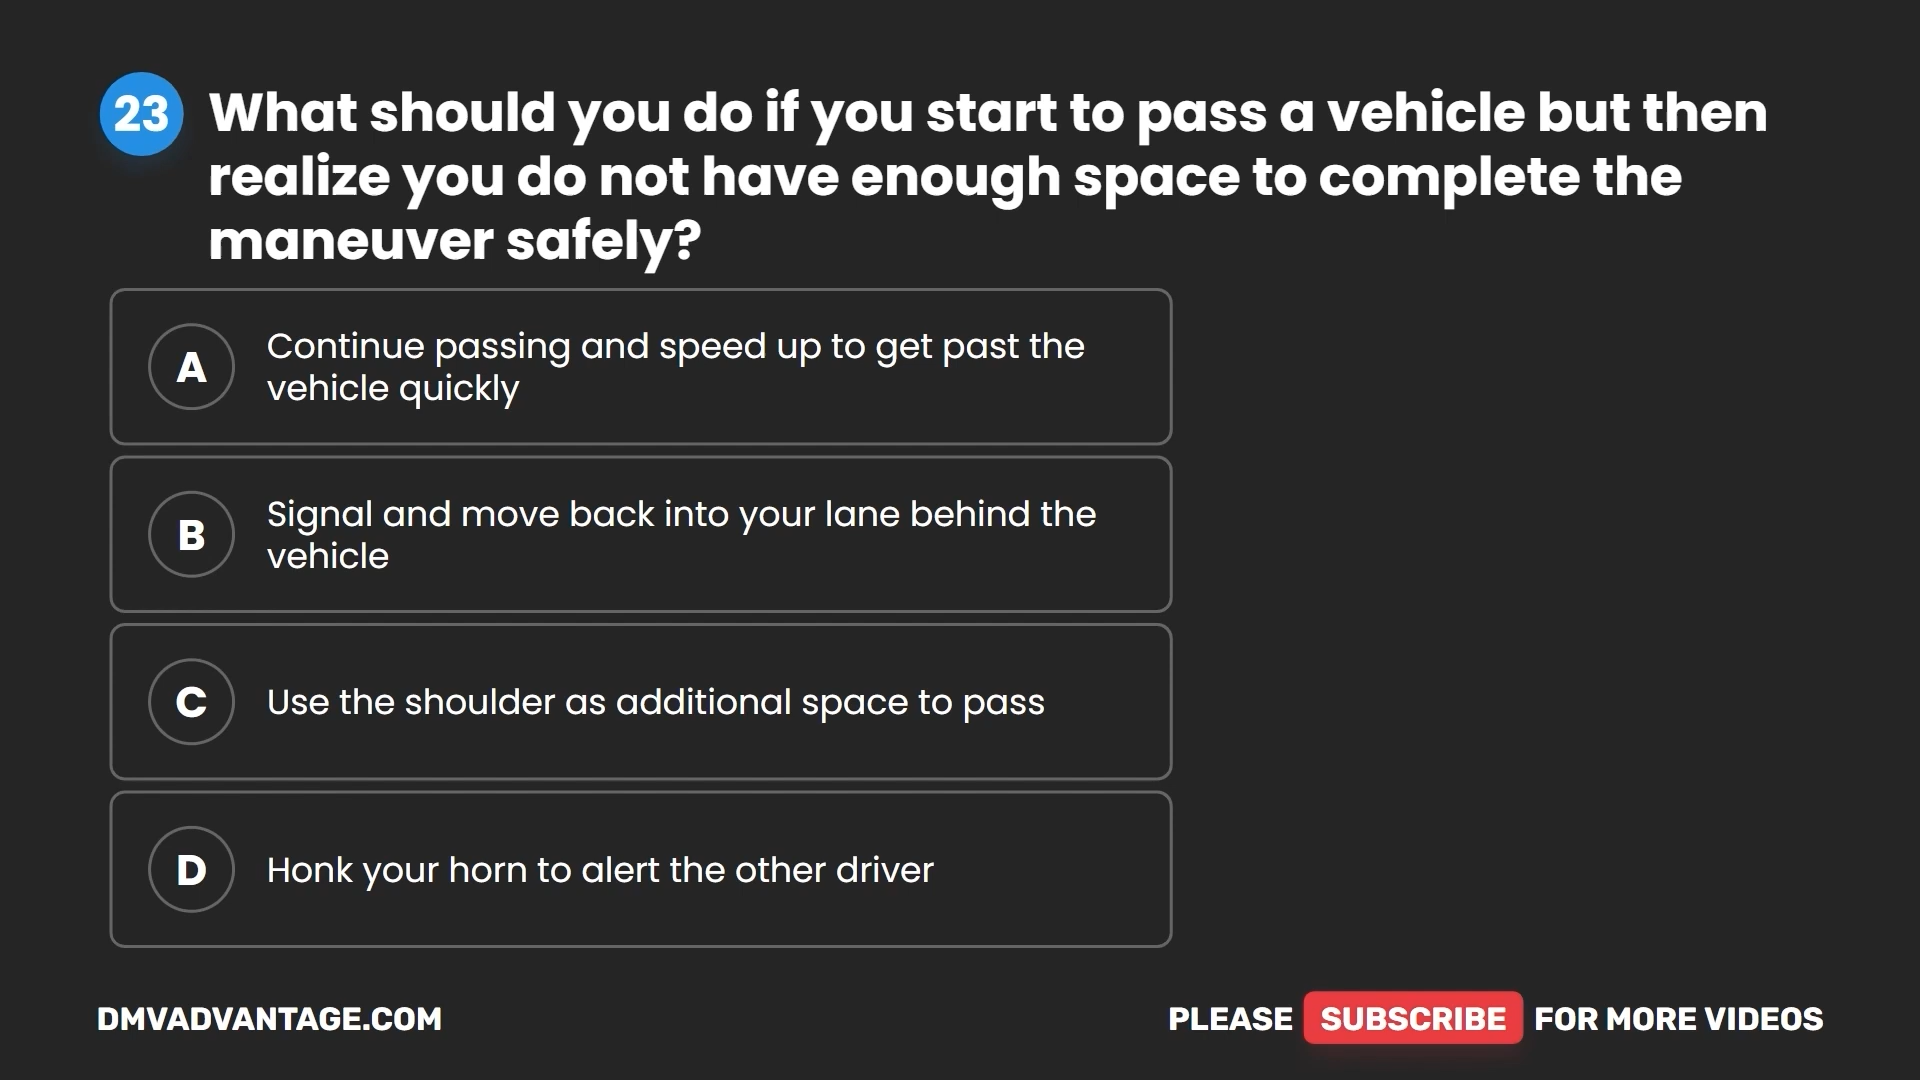 23
What should you do if you start to pass a vehicle but then
realize you do not have enough space to complete the
maneuver safely?
A
Continue passing and speed up to get past the
vehicle quickly
B
Signal and move back into your lane behind the
vehicle
C
Use the shoulder as additional space to pass
D
Honk your horn to alert the other driver
DMVADVANTAGE.COM
PLEASE SUBSCRIBE FOR MORE VIDEOS